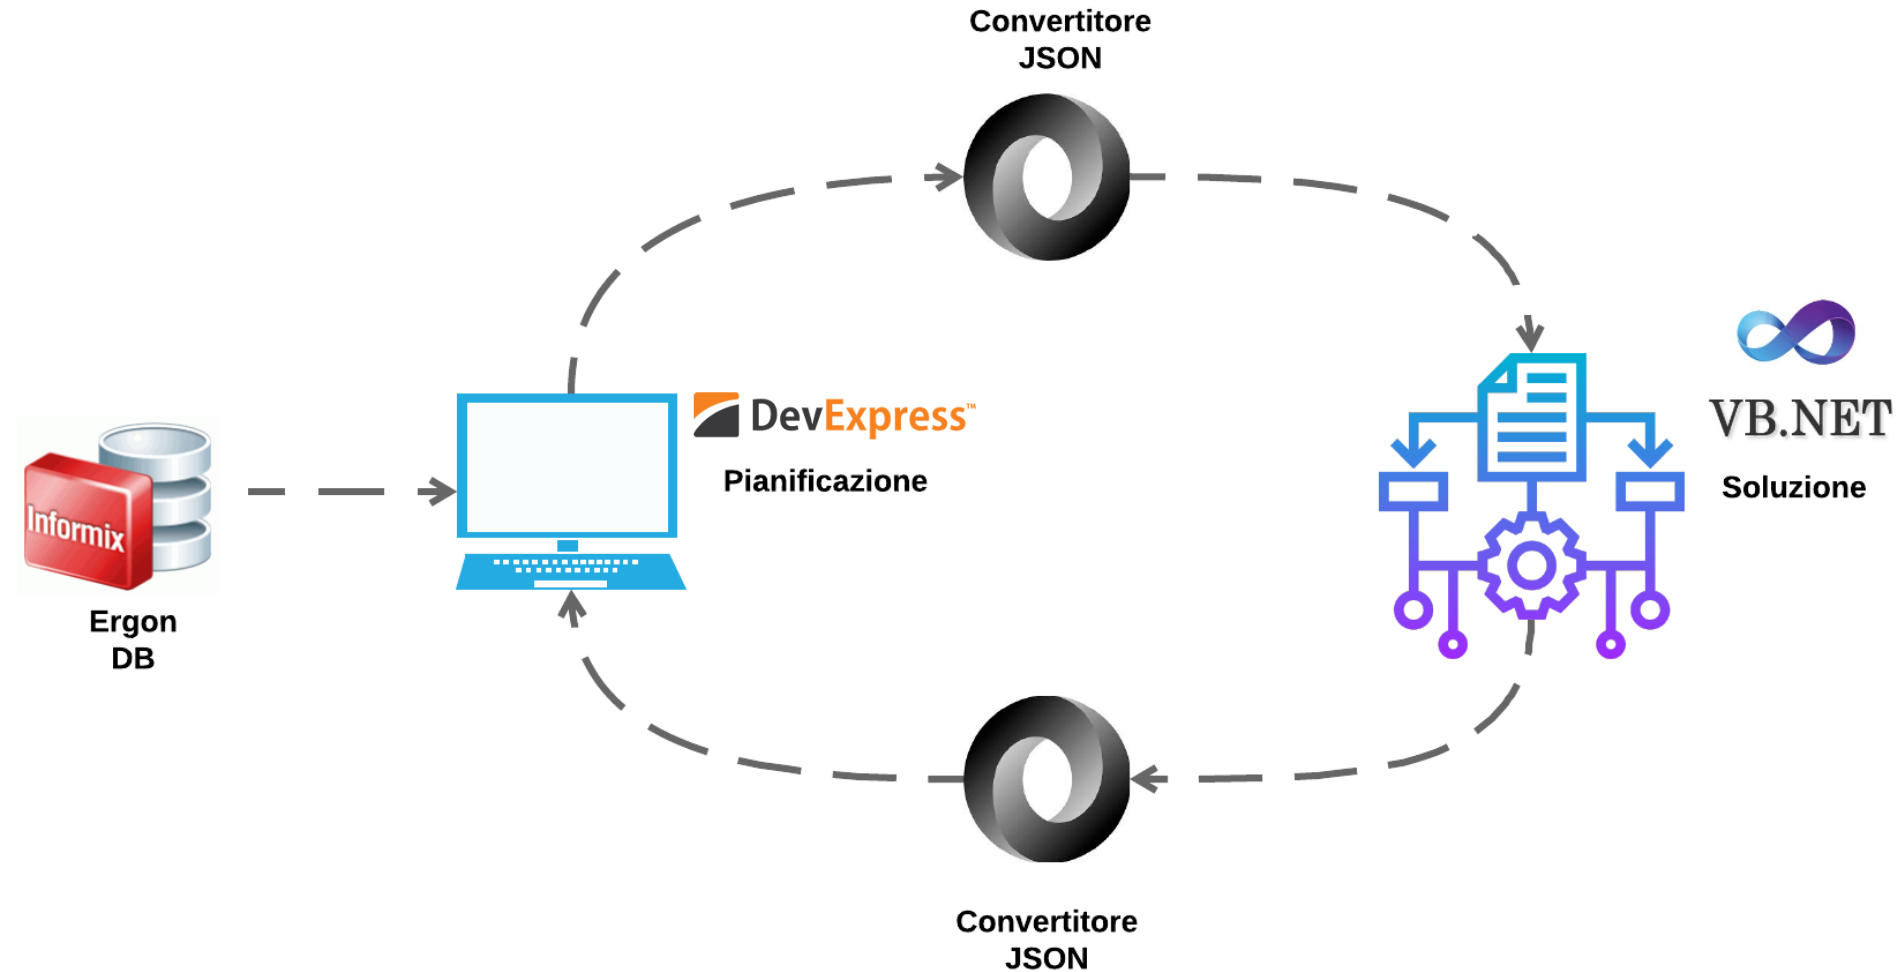 Convertitore
JSON
DevExpress™
Pianificazione
VB.NET
Soluzione
Informix
Ergon
DB
Convertitore
JSON